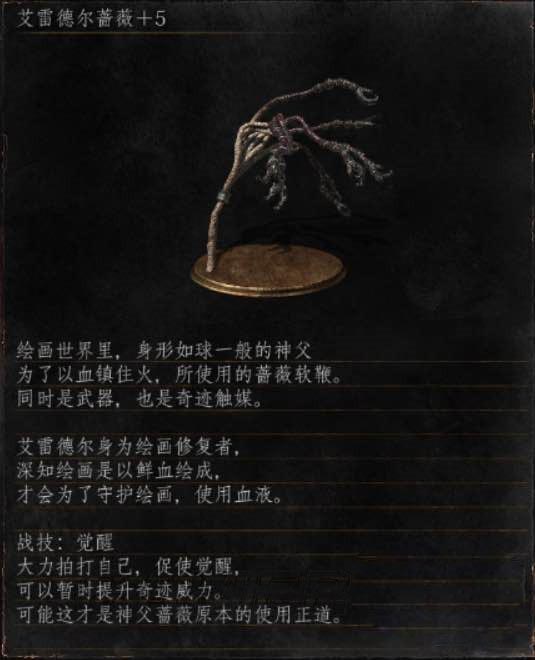 艾雷德尔蔷薇＋5
绘画世界里，身形如球一般的神父
为了以血镇住火，所使用的蔷薇软鞭。
同时是武器，也是奇迹触媒。
艾雷德尔身为绘画修复者，
深知绘画是以鲜血绘成，
才会为了守护绘画，使用血液。
战技：觉醒
大力拍打自己，促使觉醒，
可以暂时提升奇迹威力。
可能这才是神父蔷薇原本的使用正道。